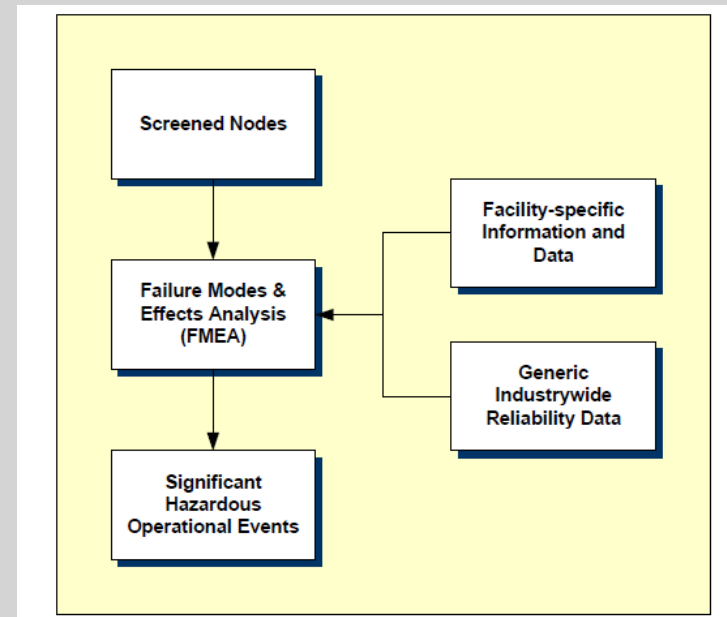 Screened Nodes
Facility-specific
Information and
Data
Failure Modes &
Effects Analysis
(FMEA)
Generic
Industrywide
Reliability Data
Significant
Hazardous
Operational Events